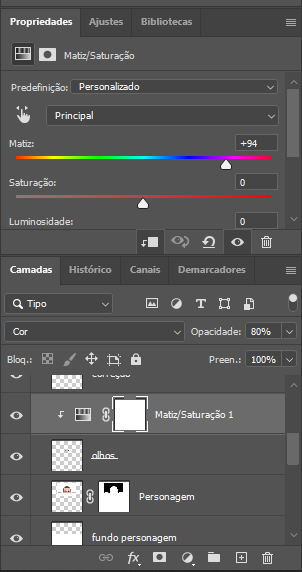 Propriedades Ajustes Bibliotecas
Matiz/Saturação
Predefinição: Personalizado
Principal
Matiz: +94
Saturação: 0
Luminosidade: 0
Camadas Histórico Canais Demarcadores
Tipo
Cor Opacidade: 80%
Bloq.: Preen.: 100%
correção
Matiz/Saturação 1
olhos
Personagem
fundo personagem
fx